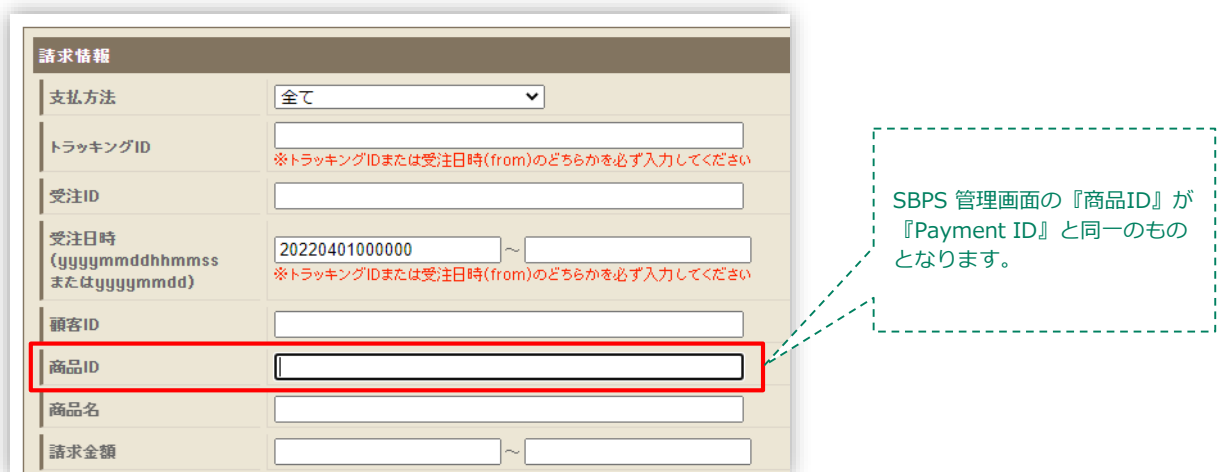 請求情報
支払方法
全て
トラッキングID
※トラッキングIDまたは受注日時(from)のどちらかを必ず入力してください
受注ID
受注日時
(yyyymmddhhmmss
またはyyyymmdd)
20220401000000 ～
※トラッキングIDまたは受注日時(from)のどちらかを必ず入力してください
顧客ID
商品ID
商品名
請求金額
～
SBPS 管理画面の『商品ID』が
『Payment ID』と同一のもの
となります。